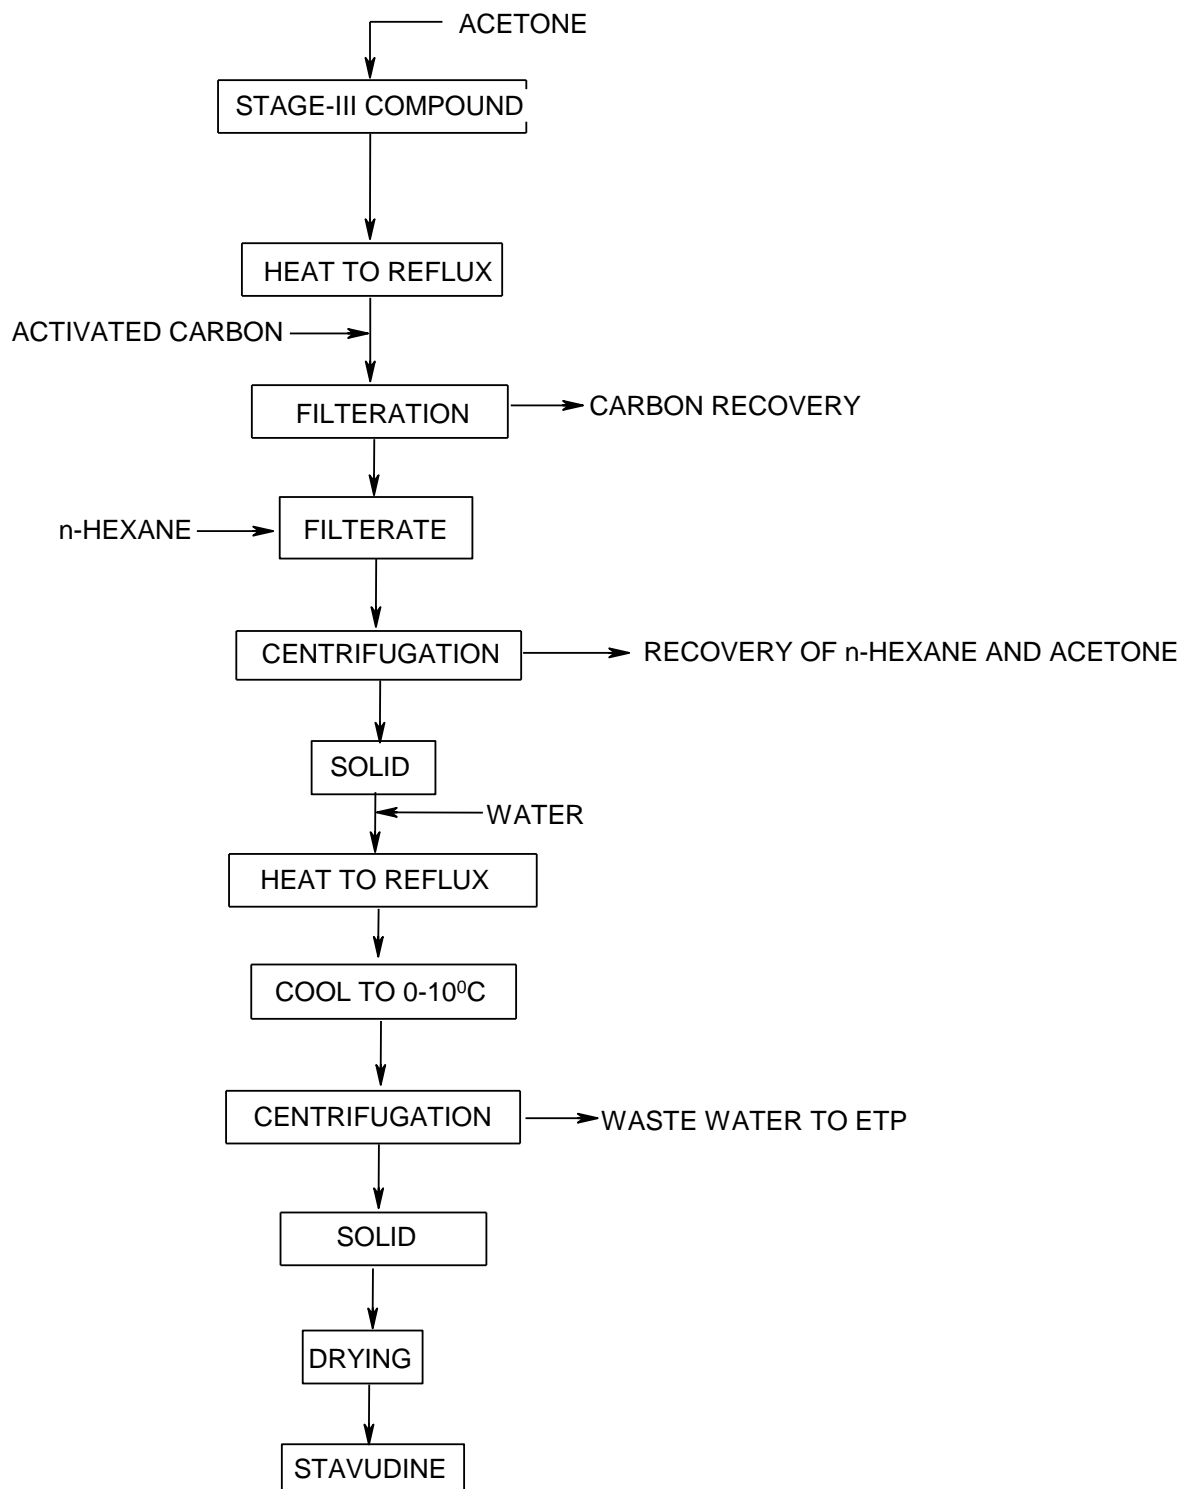 ACETONE
STAGE-III COMPOUND
HEAT TO REFLUX
ACTIVATED CARBON
FILTERATION
CARBON RECOVERY
n-HEXANE
FILTERATE
CENTRIFUGATION
RECOVERY OF n-HEXANE AND ACETONE
SOLID
WATER
HEAT TO REFLUX
COOL TO 0-10⁰C
CENTRIFUGATION
WASTE WATER TO ETP
SOLID
DRYING
STAVUDINE